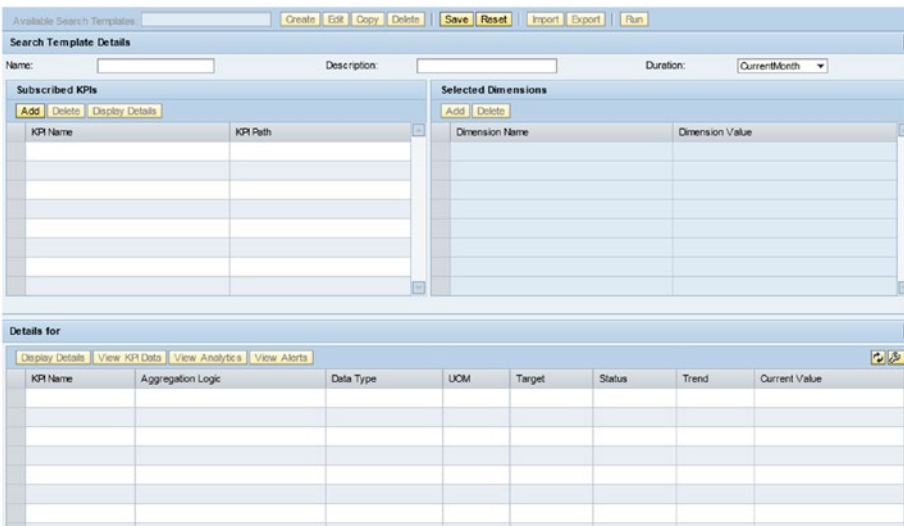 Available Search Templates: Create Edit Copy Delete Save Reset Import Export Run
Search Template Details
Name: Description: Duration: CurrentMonth
Subscribed KPIs Selected Dimensions
Add Delete Display Details Add Delete
KPI Name KPI Path Dimension Name Dimension Value
Details for
Display Details View KPI Data View Analytics View Alerts
KPI Name Aggregation Logic Data Type UOM Target Status Trend Current Value